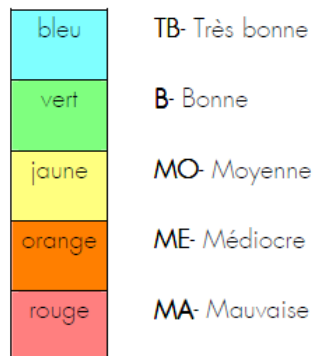 bleu TB- Très bonne
vert B- Bonne
jaune MO- Moyenne
orange ME- Médiocre
rouge MA- Mauvaise